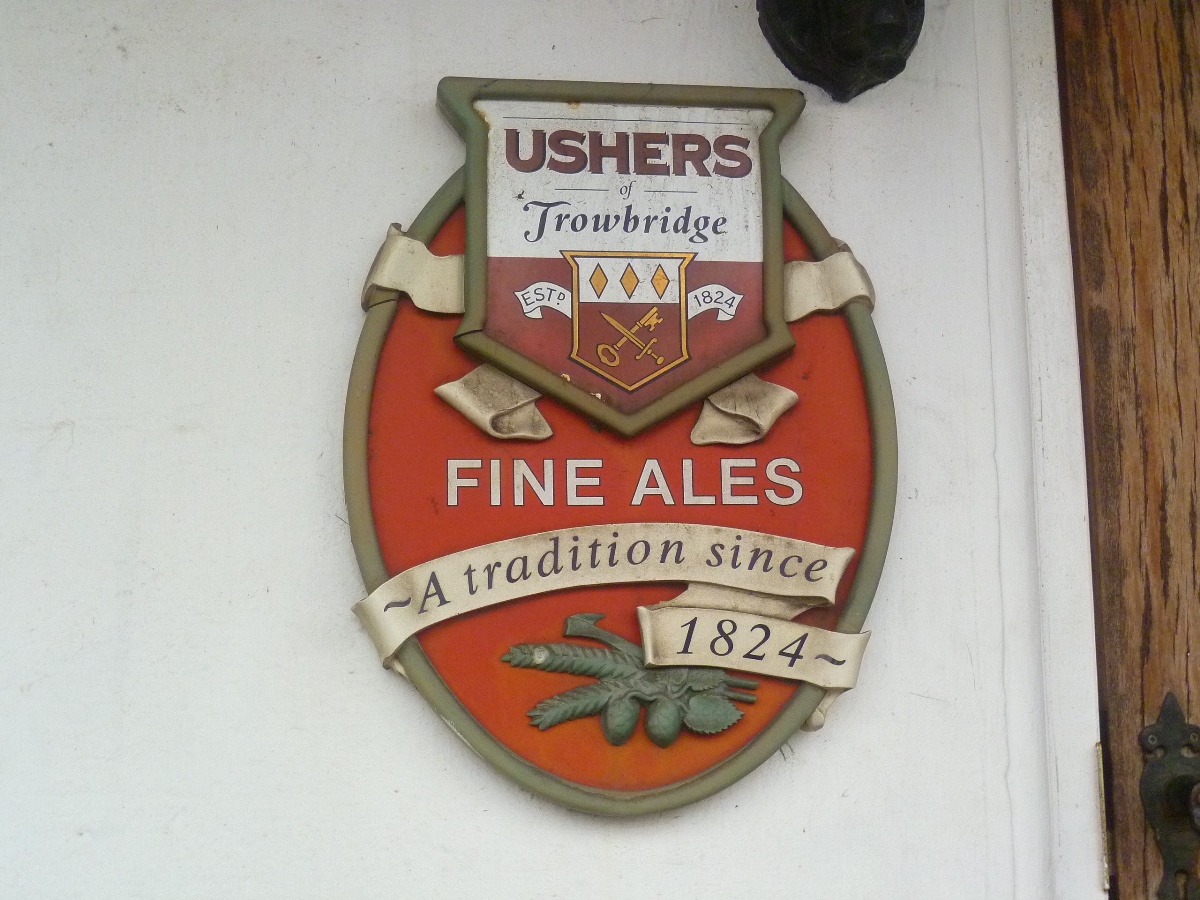 USHERS
of
Trowbridge
ESTD 1824
FINE ALES
~A tradition since
1824~